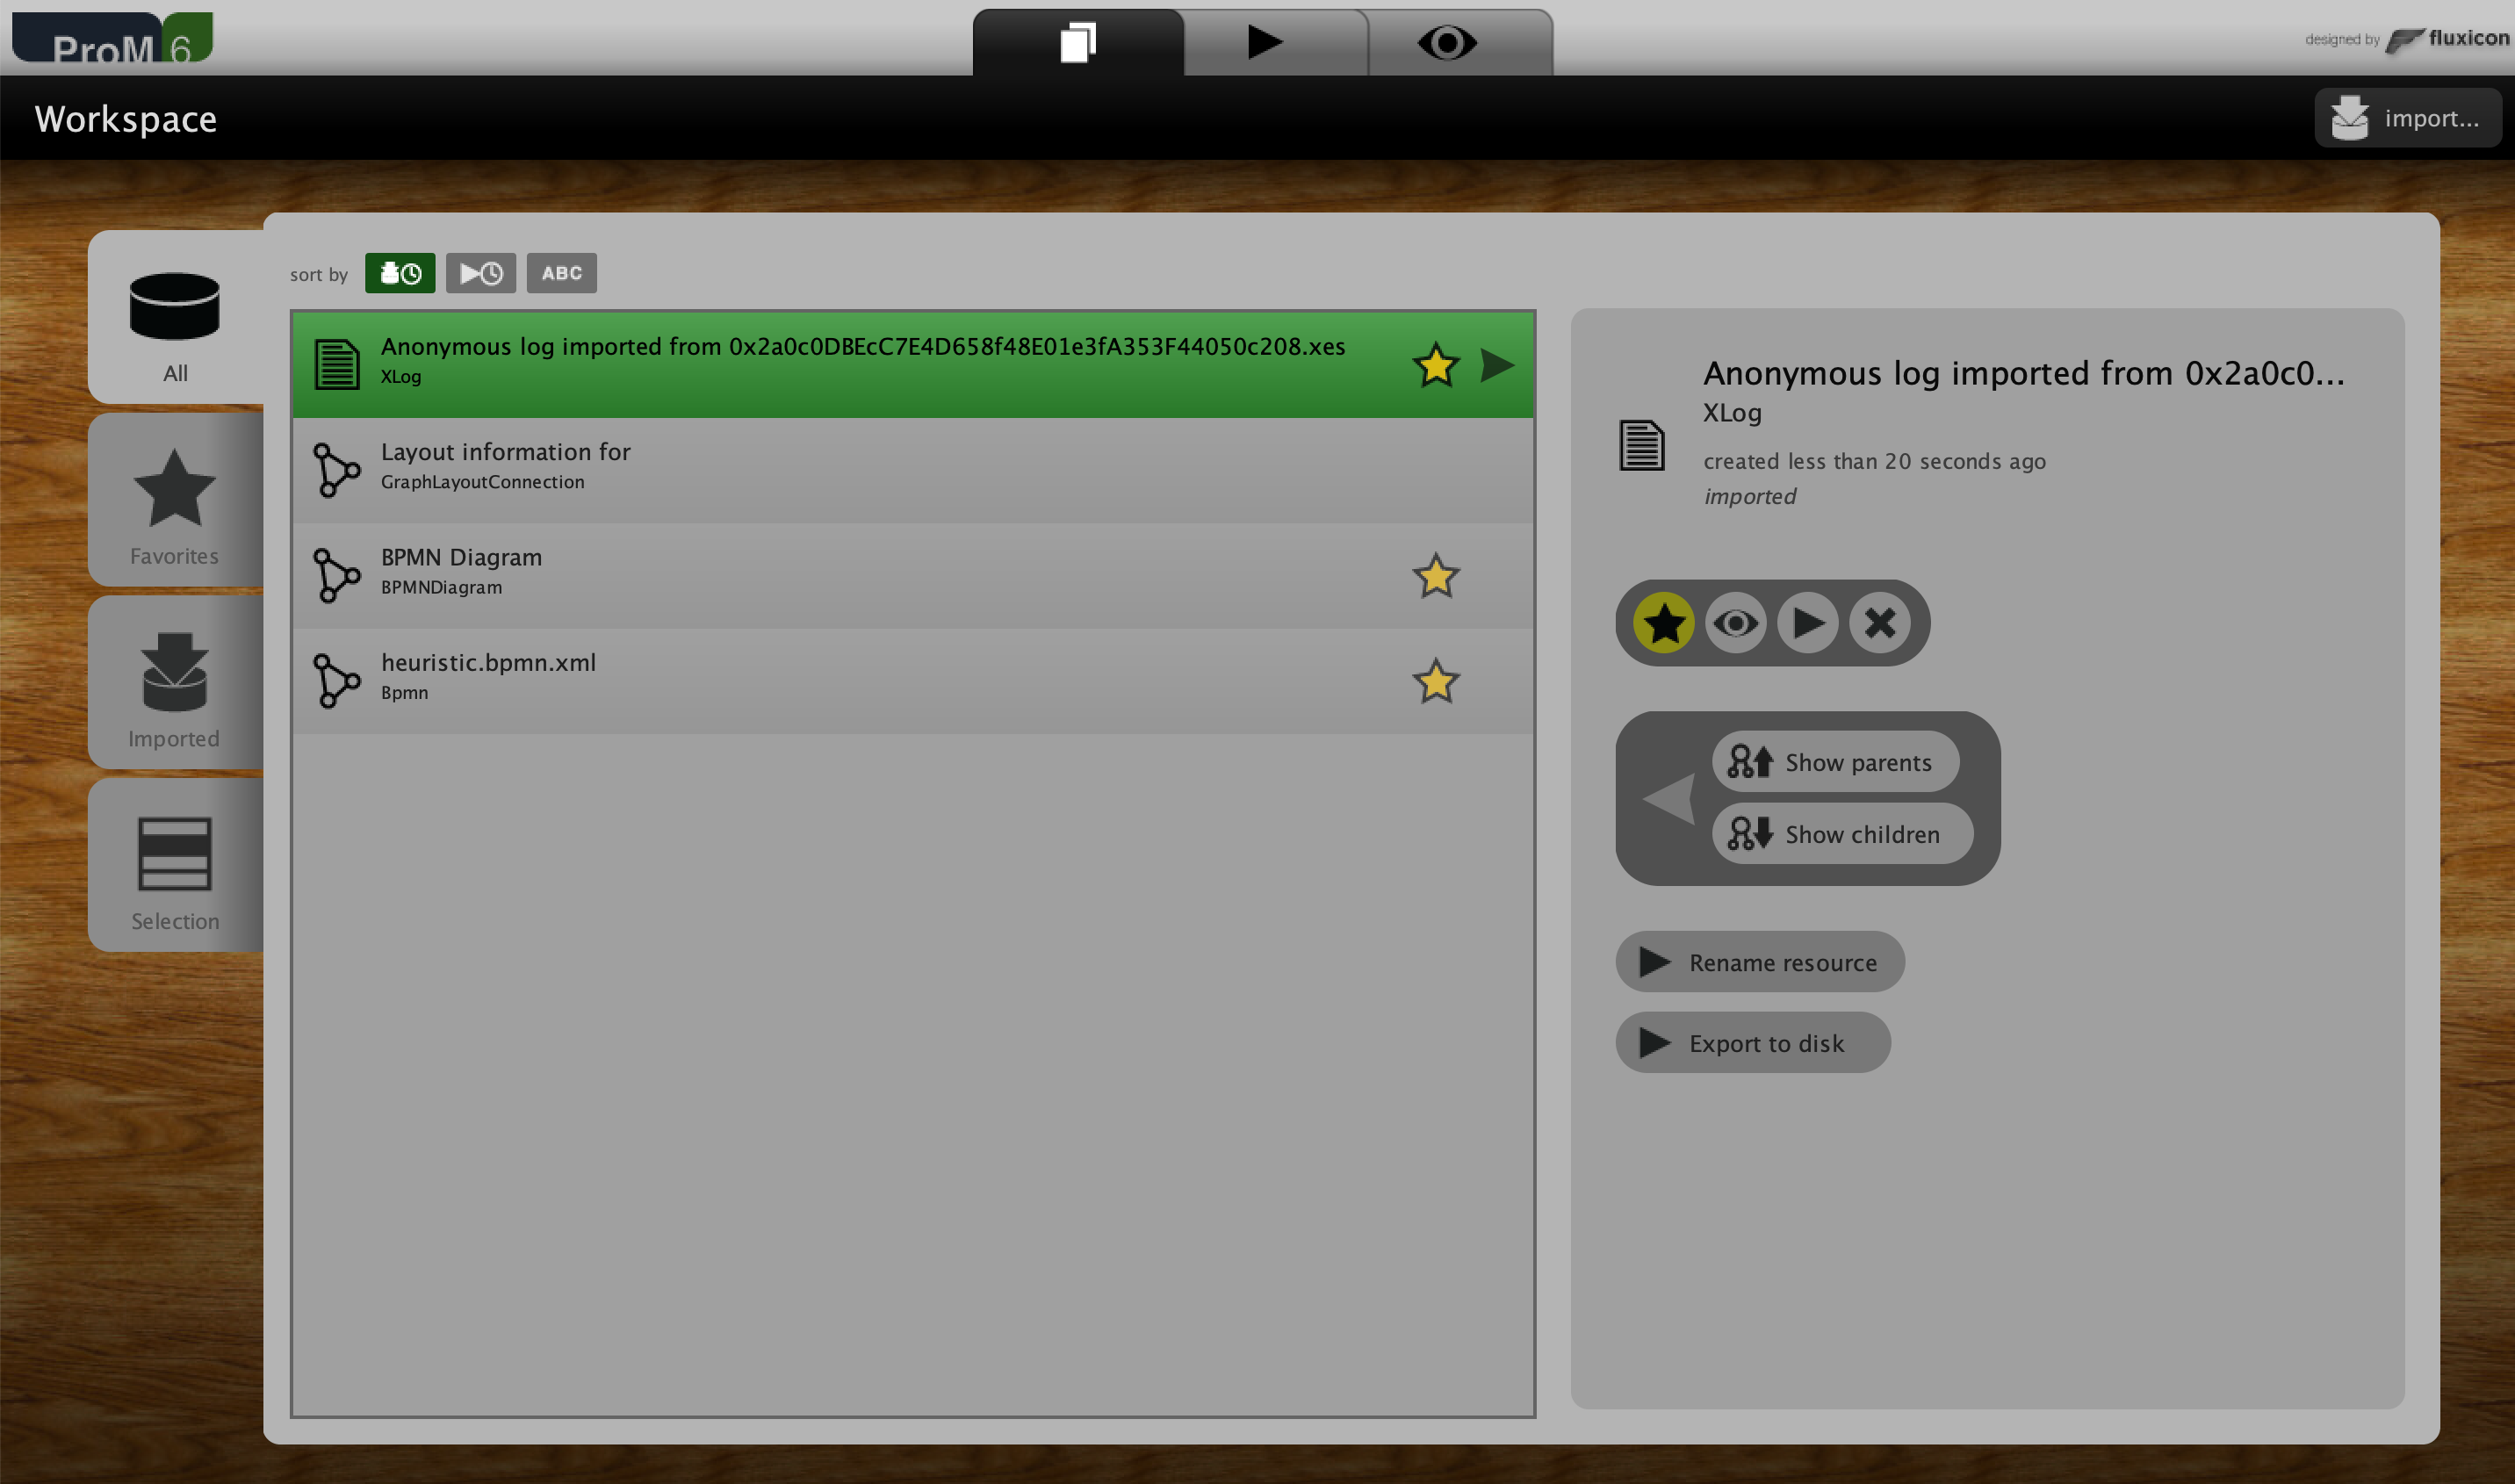 ProM 6
designed by fluxicon
Workspace
import...
All
Favorites
Imported
Selection
sort by
ABC
Anonymous log imported from 0x2a0c0DBEcC7E4D658f48E01e3fA353F44050c208.xes
XLog
Layout information for
GraphLayoutConnection
BPMN Diagram
BPMNDiagram
heuristic.bpmn.xml
Bpmn
Anonymous log imported from 0x2a0c0...
XLog
created less than 20 seconds ago
imported
Show parents
Show children
Rename resource
Export to disk